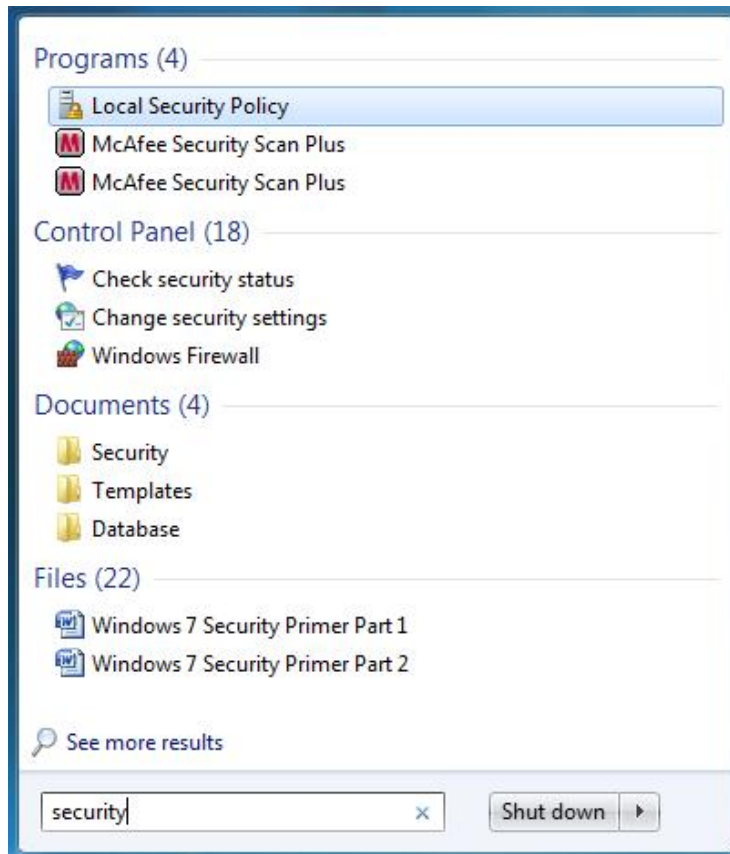 Programs (4)
Local Security Policy
McAfee Security Scan Plus
McAfee Security Scan Plus
Control Panel (18)
Check security status
Change security settings
Windows Firewall
Documents (4)
Security
Templates
Database
Files (22)
Windows 7 Security Primer Part 1
Windows 7 Security Primer Part 2
See more results
security
Shut down